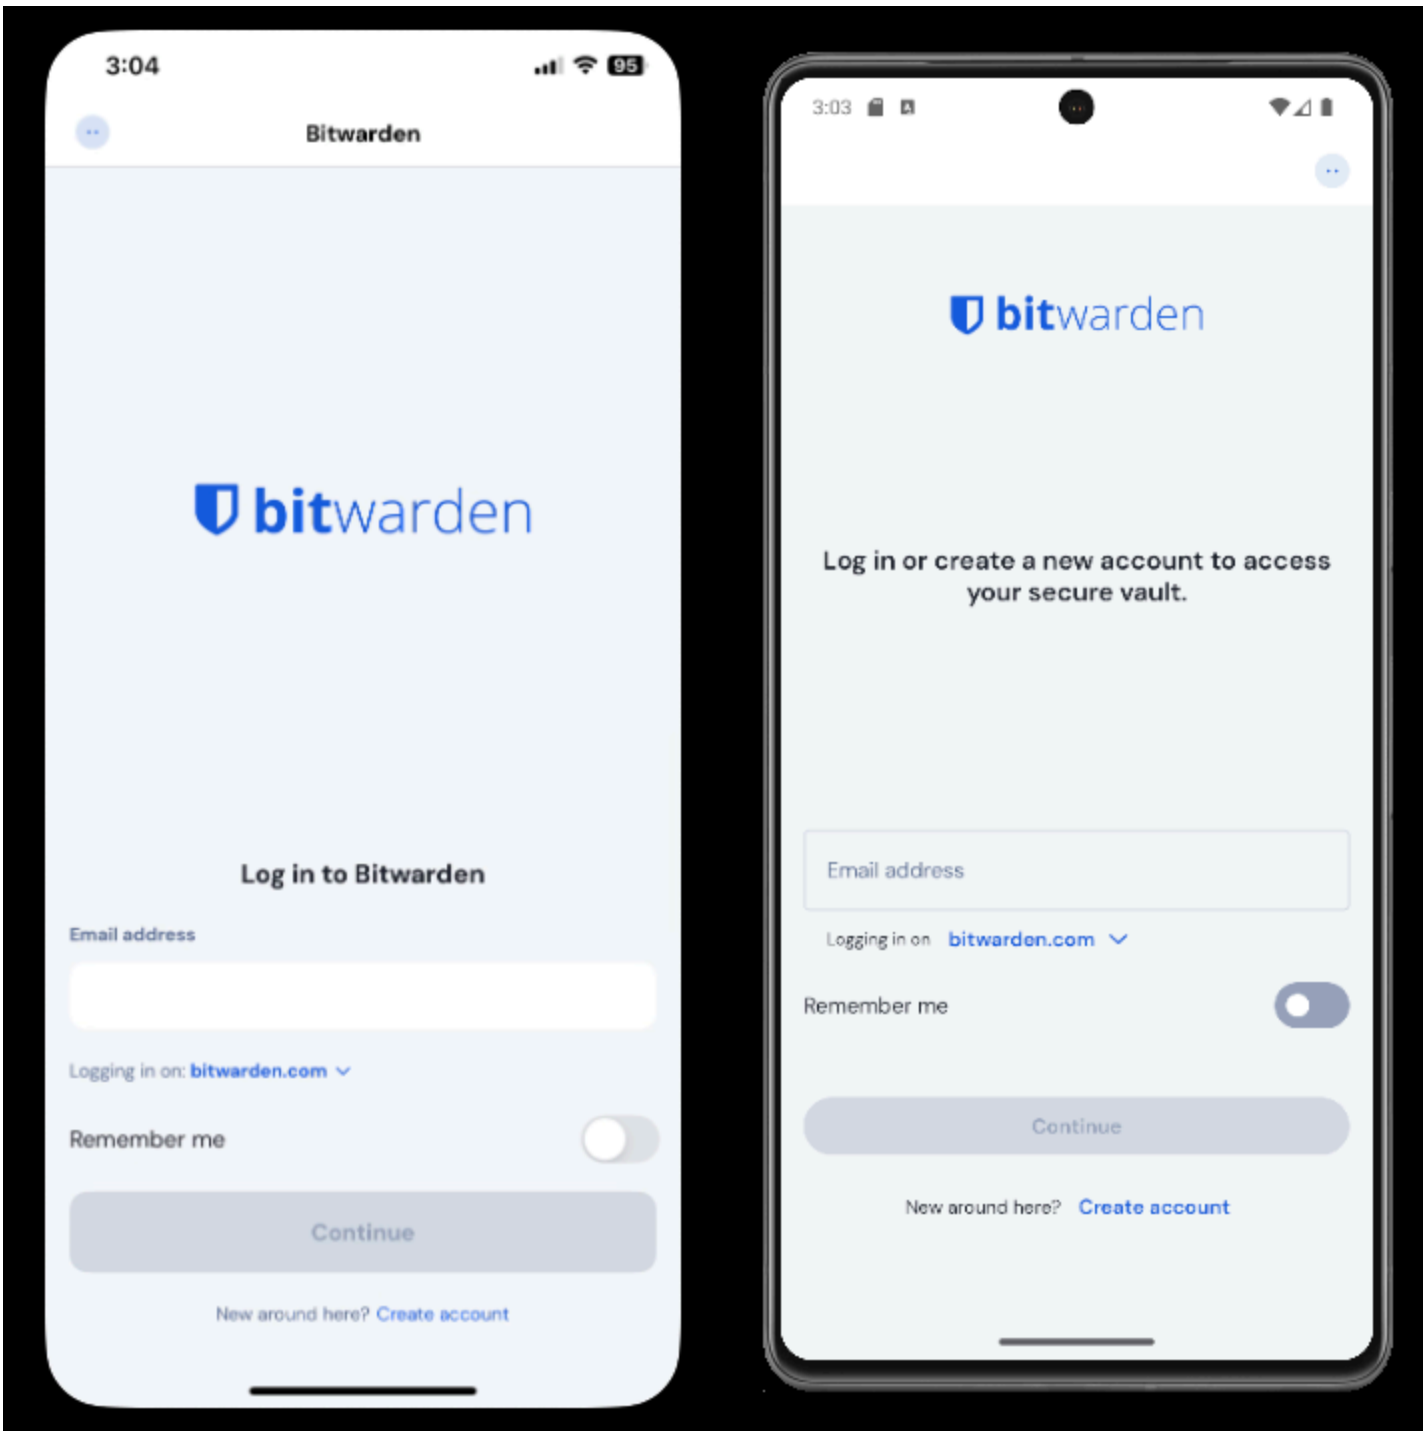 3:04
95
Bitwarden
bitwarden
Log in to Bitwarden
Email address
Logging in on: bitwarden.com
Remember me
Continue
New around here? Create account
3:03
bitwarden
Log in or create a new account to access
your secure vault.
Email address
Logging in on bitwarden.com
Remember me
Continue
New around here? Create account